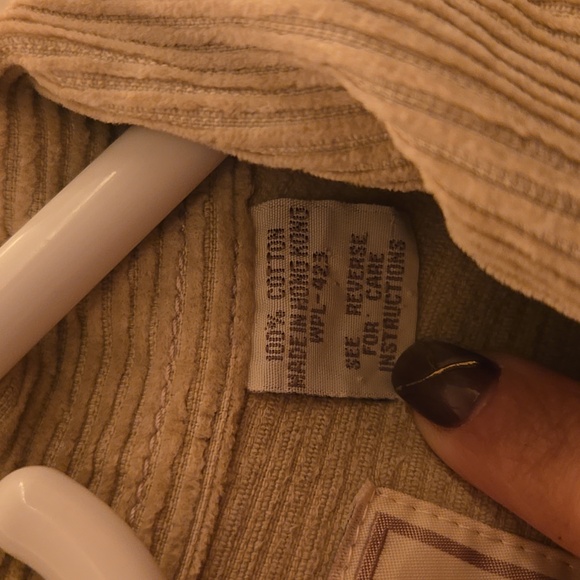 100% COTTON
MADE IN HONG KONG
WPL-423
SEE REVERSE
FOR CARE
INSTRUCTIONS